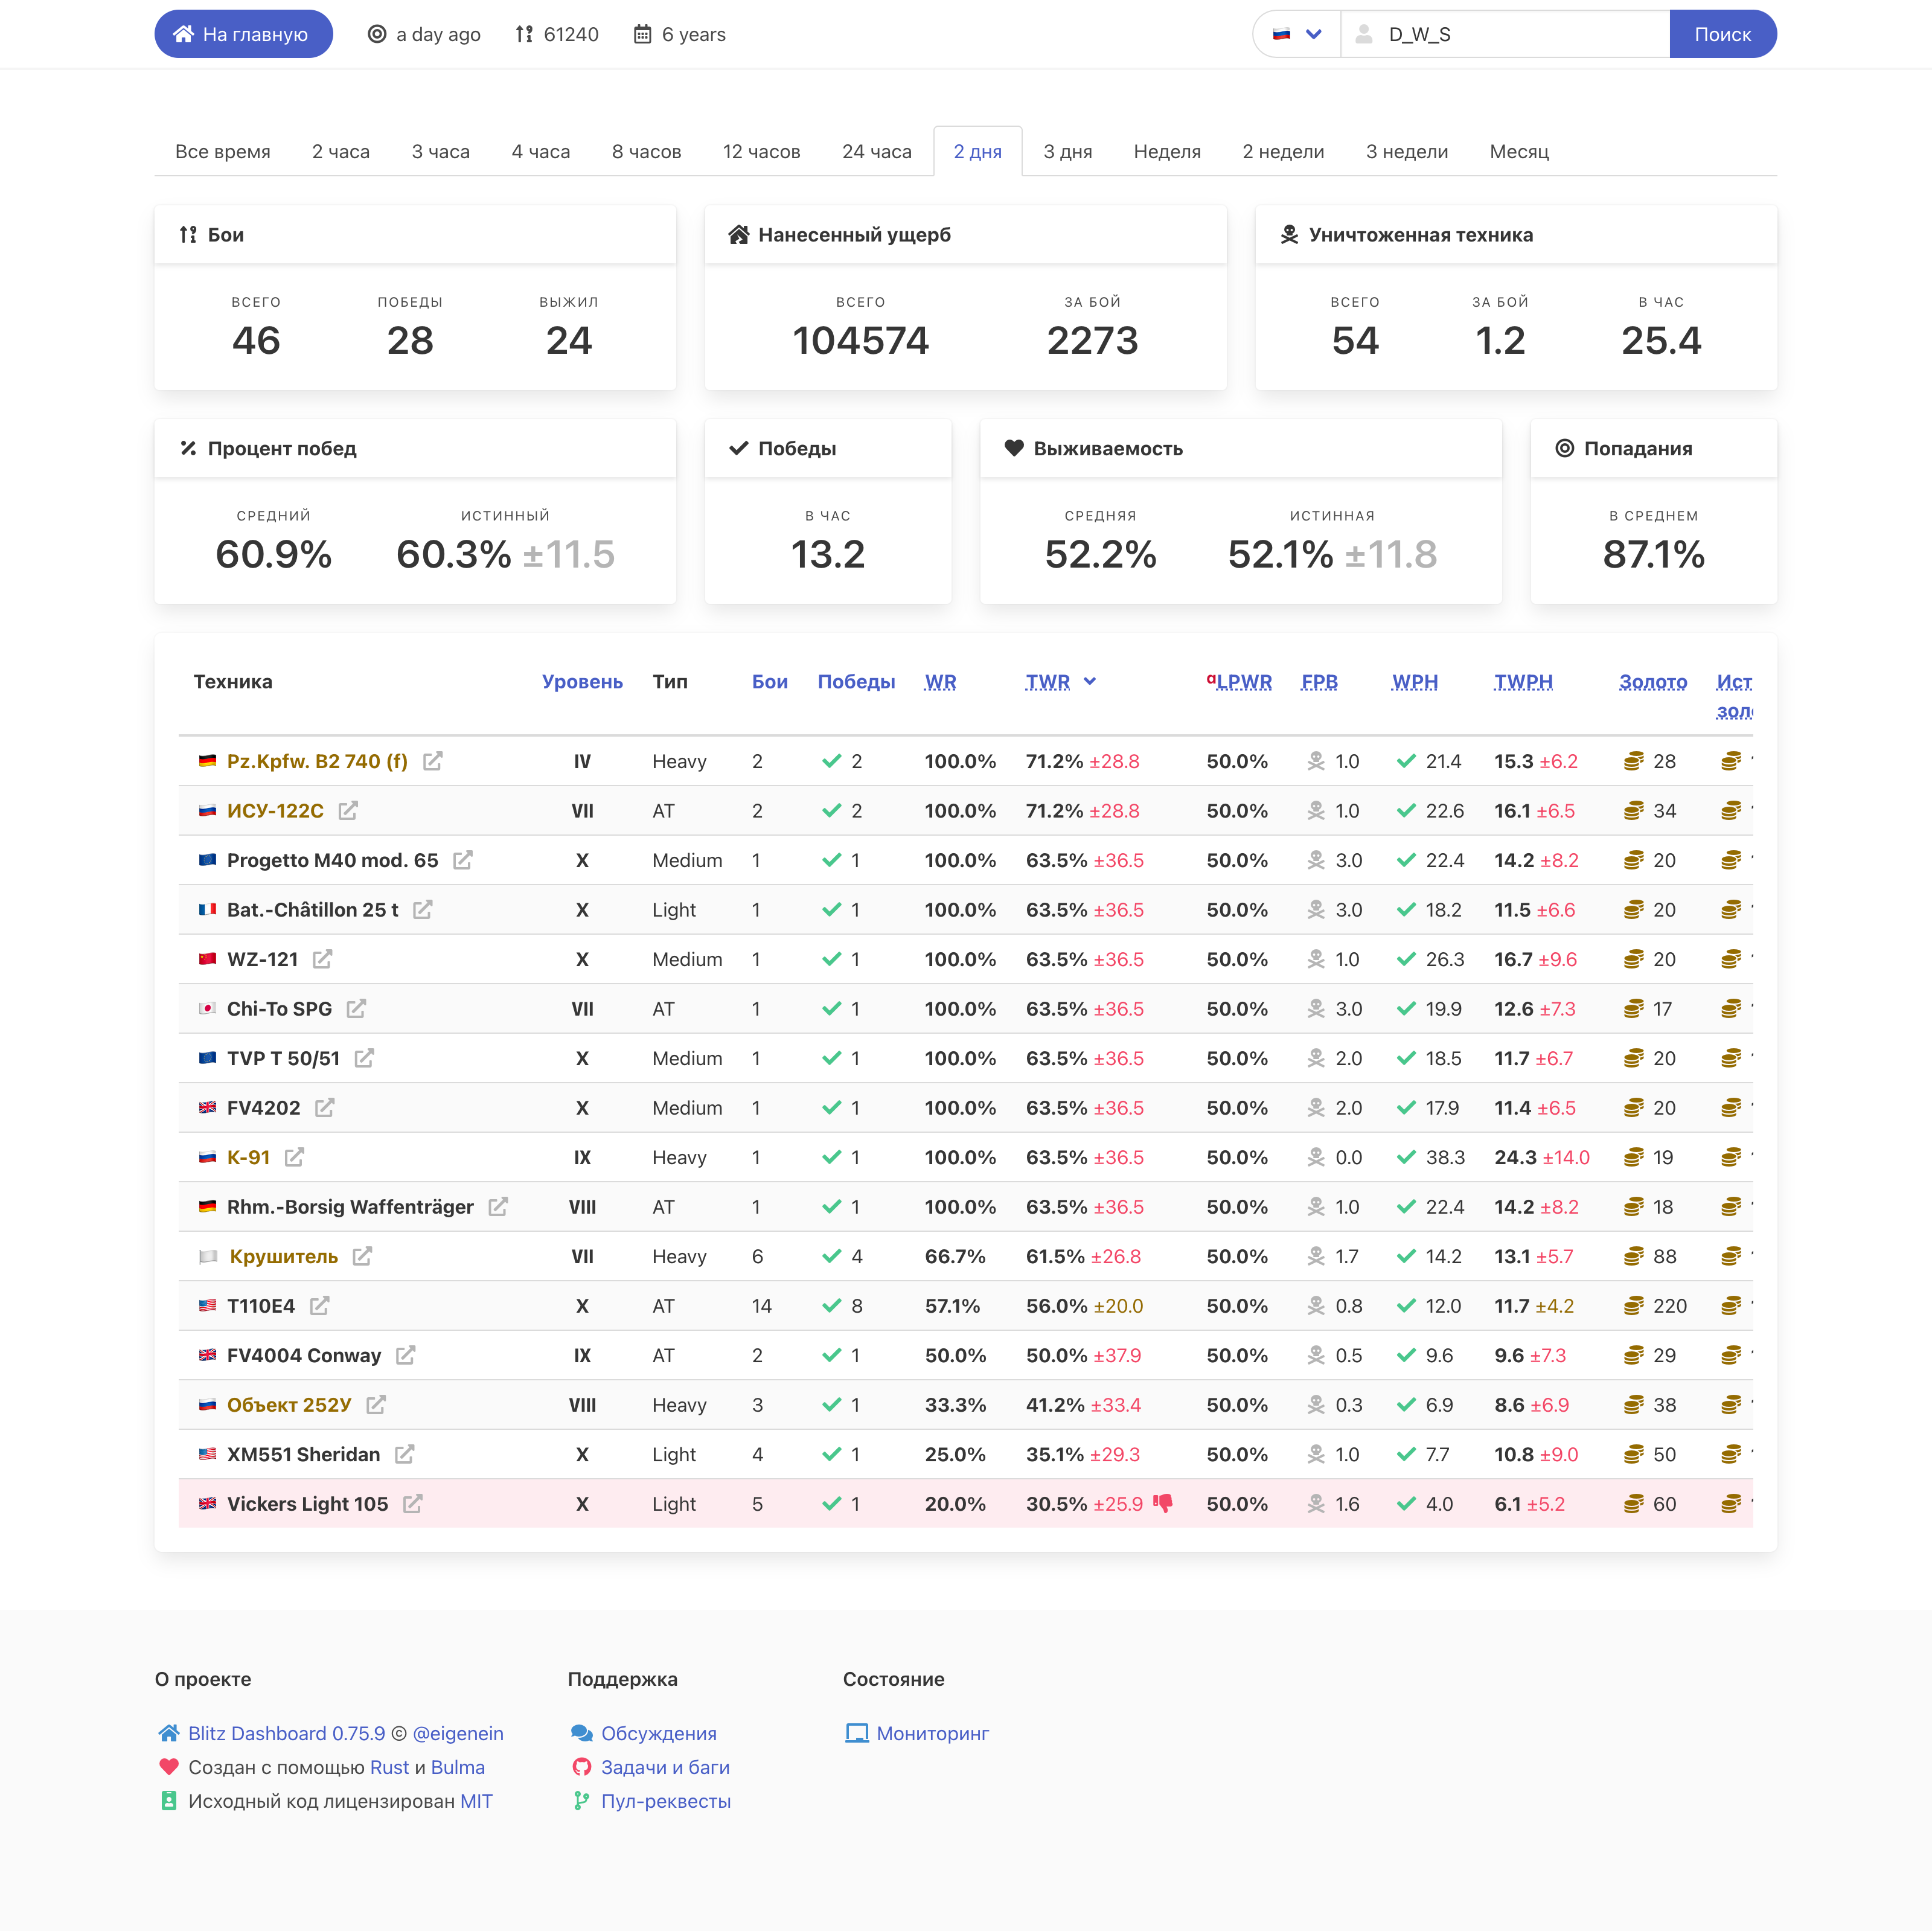 На главную a day ago 61240 6 years D_W_S Поиск
Все время 2 часа 3 часа 4 часа 8 часов 12 часов 24 часа 2 дня 3 дня Неделя 2 недели 3 недели Месяц
Бои
ВСЕГО ПОБЕДЫ ВЫЖИЛ
46 28 24
Нанесенный ущерб
ВСЕГО ЗА БОЙ
104574 2273
Уничтоженная техника
ВСЕГО ЗА БОЙ В ЧАС
54 1.2 25.4
Процент побед
СРЕДНИЙ ИСТИННЫЙ
60.9% 60.3% ±11.5
Победы
В ЧАС
13.2
Выживаемость
СРЕДНЯЯ ИСТИННАЯ
52.2% 52.1% ±11.8
Попадания
В СРЕДНЕМ
87.1%
Техника Уровень Тип Бои Победы WR TWR αLPWR FPB WPH TWPH Золото
Pz.Kpfw. B2 740 (f) IV Heavy 2 2 100.0% 71.2% ±28.8 50.0% 1.0 21.4 15.3 ±6.2 28
ИСУ-122С VII AT 2 2 100.0% 71.2% ±28.8 50.0% 1.0 22.6 16.1 ±6.5 34
Progetto M40 mod. 65 X Medium 1 1 100.0% 63.5% ±36.5 50.0% 3.0 22.4 14.2 ±8.2 20
Bat.-Châtillon 25 t X Light 1 1 100.0% 63.5% ±36.5 50.0% 3.0 18.2 11.5 ±6.6 20
WZ-121 X Medium 1 1 100.0% 63.5% ±36.5 50.0% 1.0 26.3 16.7 ±9.6 20
Chi-To SPG VII AT 1 1 100.0% 63.5% ±36.5 50.0% 3.0 19.9 12.6 ±7.3 17
TVP T 50/51 X Medium 1 1 100.0% 63.5% ±36.5 50.0% 2.0 18.5 11.7 ±6.7 20
FV4202 X Medium 1 1 100.0% 63.5% ±36.5 50.0% 2.0 17.9 11.4 ±6.5 20
К-91 IX Heavy 1 1 100.0% 63.5% ±36.5 50.0% 0.0 38.3 24.3 ±14.0 19
Rhm.-Borsig Waffenträger VIII AT 1 1 100.0% 63.5% ±36.5 50.0% 1.0 22.4 14.2 ±8.2 18
Крушитель VII Heavy 6 4 66.7% 61.5% ±26.8 50.0% 1.7 14.2 13.1 ±5.7 88
T110E4 X AT 14 8 57.1% 56.0% ±20.0 50.0% 0.8 12.0 11.7 ±4.2 220
FV4004 Conway IX AT 2 1 50.0% 50.0% ±37.9 50.0% 0.5 9.6 9.6 ±7.3 29
Объект 252У VIII Heavy 3 1 33.3% 41.2% ±33.4 50.0% 0.3 6.9 8.6 ±6.9 38
XM551 Sheridan X Light 4 1 25.0% 35.1% ±29.3 50.0% 1.0 7.7 10.8 ±9.0 50
Vickers Light 105 X Light 5 1 20.0% 30.5% ±25.9 50.0% 1.6 4.0 6.1 ±5.2 60
О проекте
Blitz Dashboard 0.75.9 © @eigenein
Создан с помощью Rust и Bulma
Исходный код лицензирован MIT
Поддержка
Обсуждения
Задачи и баги
Пул-реквесты
Состояние
Мониторинг